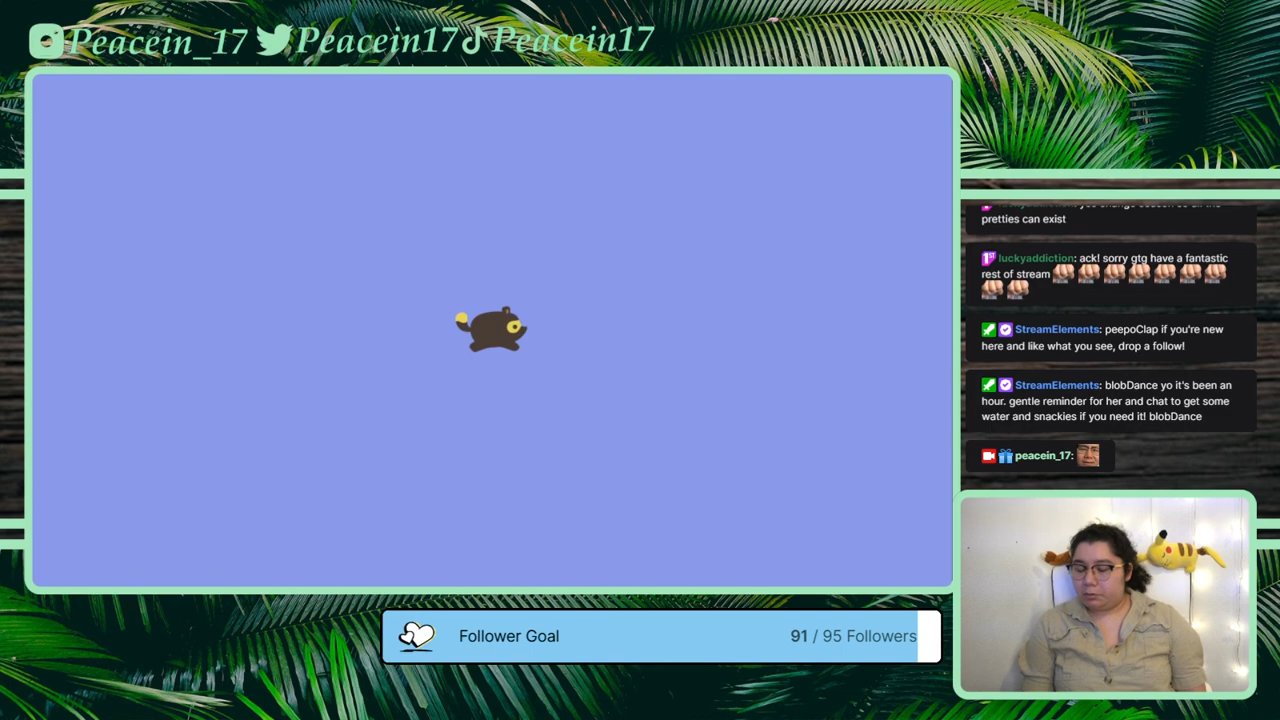 Peacein_17 Peacein17 Peacein17
pretties can exist
luckyaddiction: ack! sorry gtg have a fantastic
rest of stream
StreamElements: peepoClap if you're new
here and like what you see, drop a follow!
StreamElements: blobDance yo it's been an
hour. gentle reminder for her and chat to get some
water and snackies if you need it! blobDance
peacein_17:
Follower Goal 91 / 95 Followers